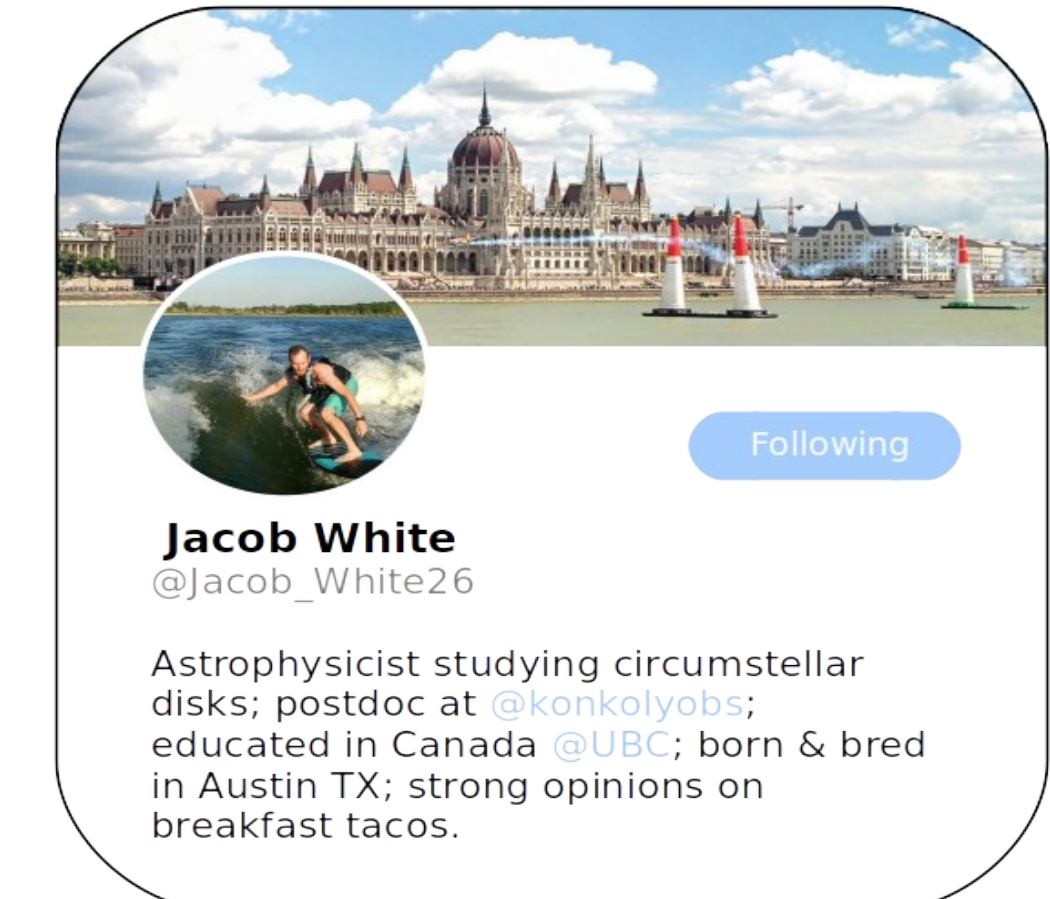 Following
Jacob White
@Jacob_White26
Astrophysicist studying circumstellar
disks; postdoc at @konkolyobs;
educated in Canada @UBC; born & bred
in Austin TX; strong opinions on
breakfast tacos.